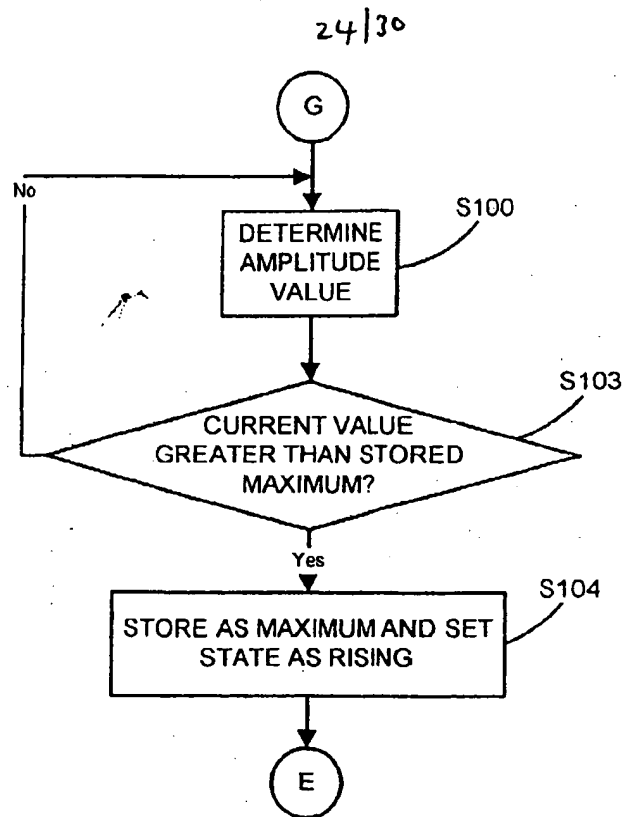 24/30
G
No
S100
DETERMINE
AMPLITUDE
VALUE
S103
CURRENT VALUE
GREATER THAN STORED
MAXIMUM?
Yes
S104
STORE AS MAXIMUM AND SET
STATE AS RISING
E